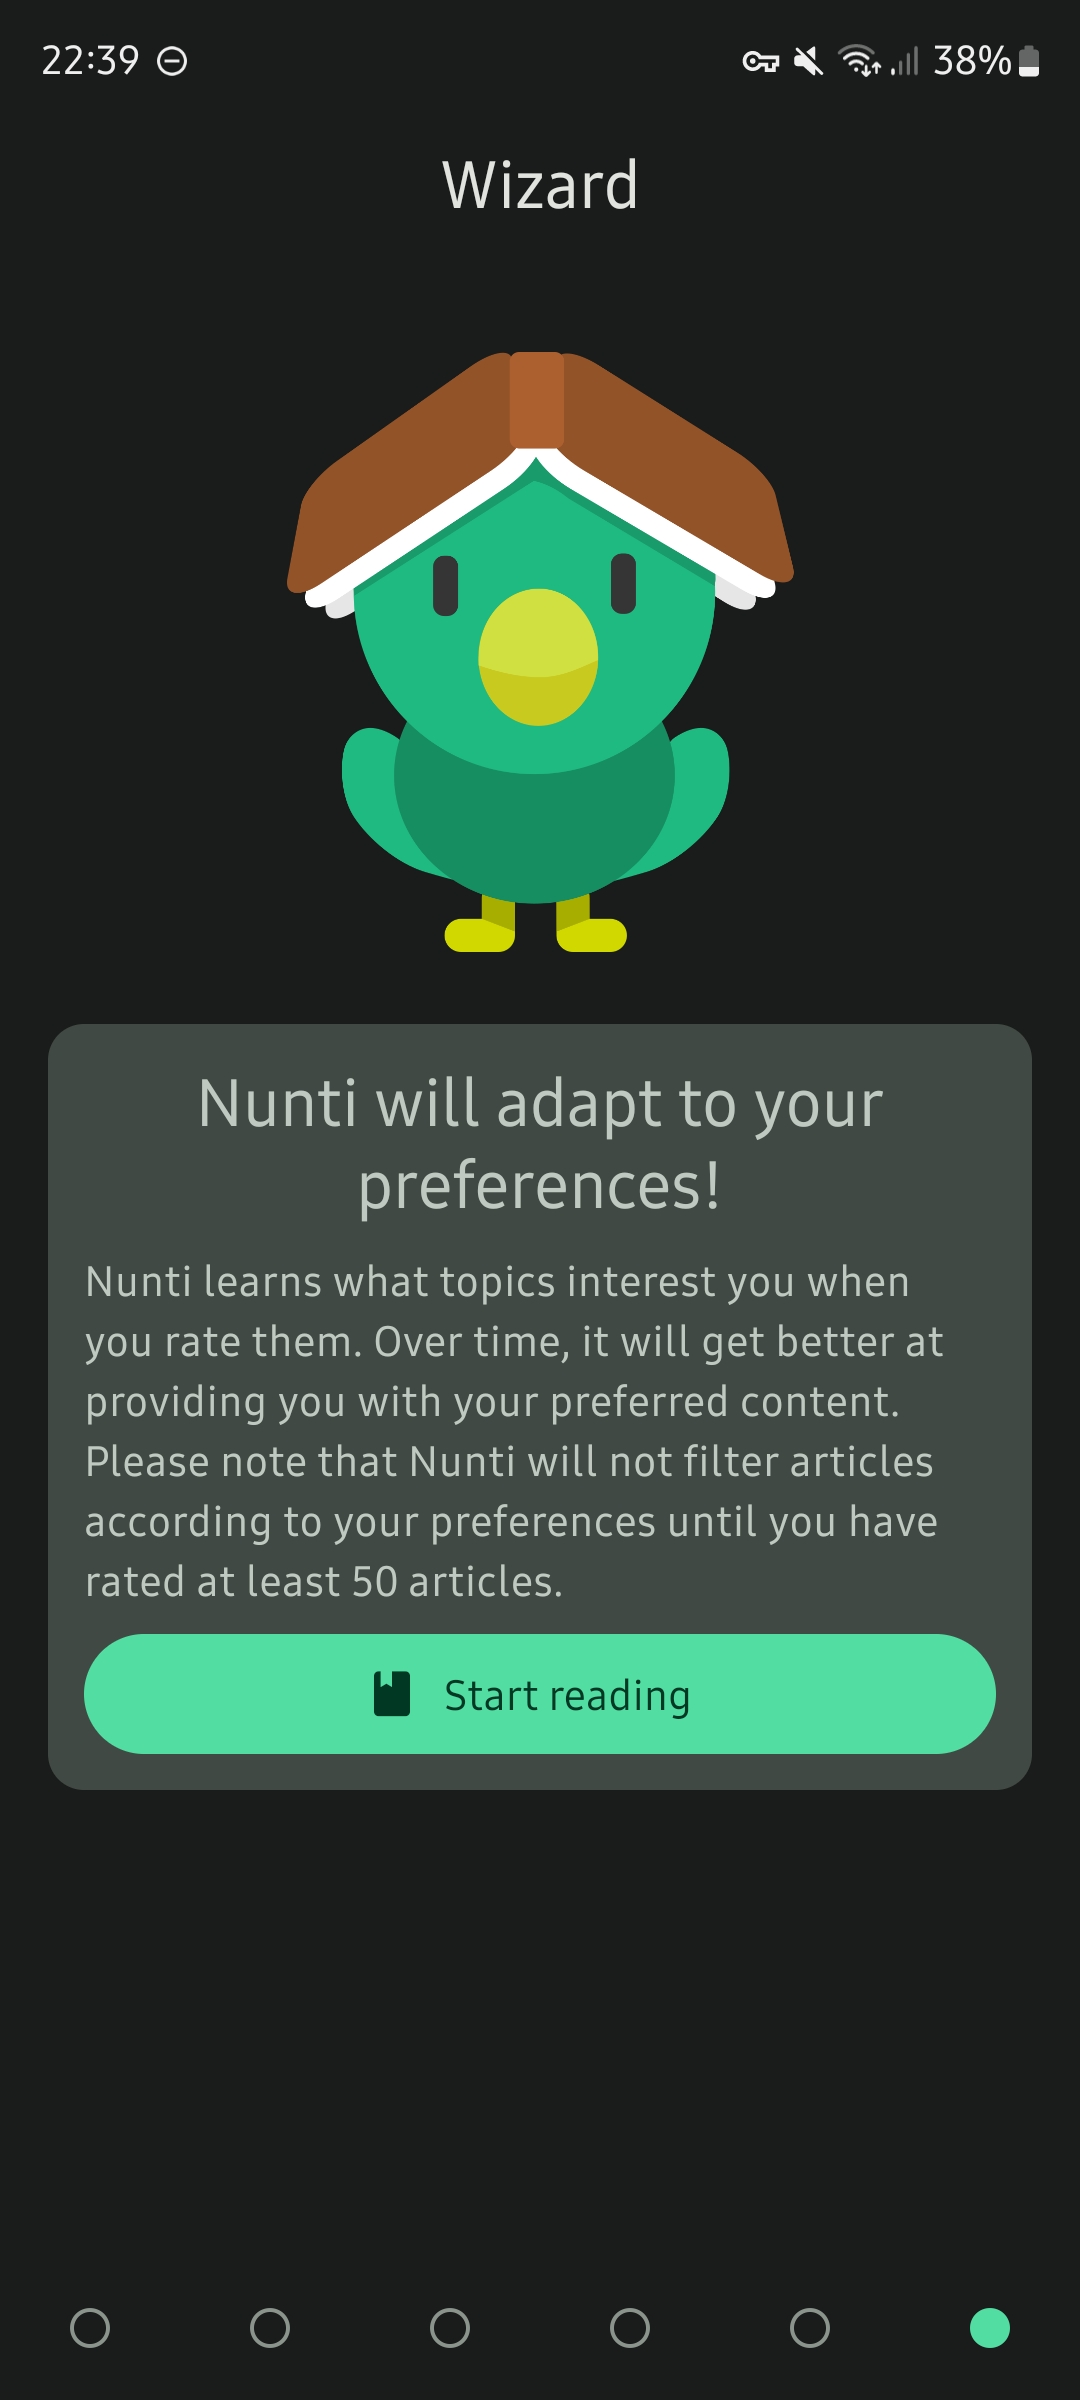 22:39
38%
Wizard
Nunti will adapt to your
preferences!
Nunti learns what topics interest you when
you rate them. Over time, it will get better at
providing you with your preferred content.
Please note that Nunti will not filter articles
according to your preferences until you have
rated at least 50 articles.
Start reading